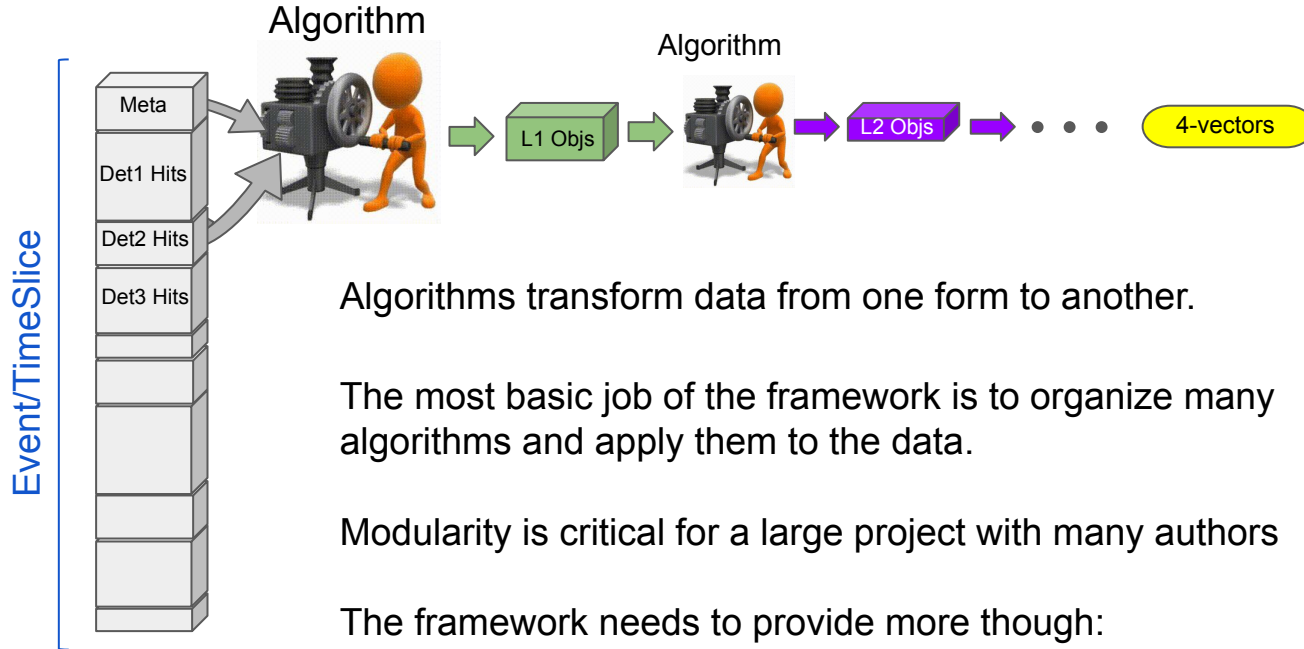 Algorithm
Algorithm
Meta
L1 Objs
L2 Objs
4-vectors
Det1 Hits
Det2 Hits
Det3 Hits
Event/TimeSlice
Algorithms transform data from one form to another.
The most basic job of the framework is to organize many
algorithms and apply them to the data.
Modularity is critical for a large project with many authors
The framework needs to provide more though: